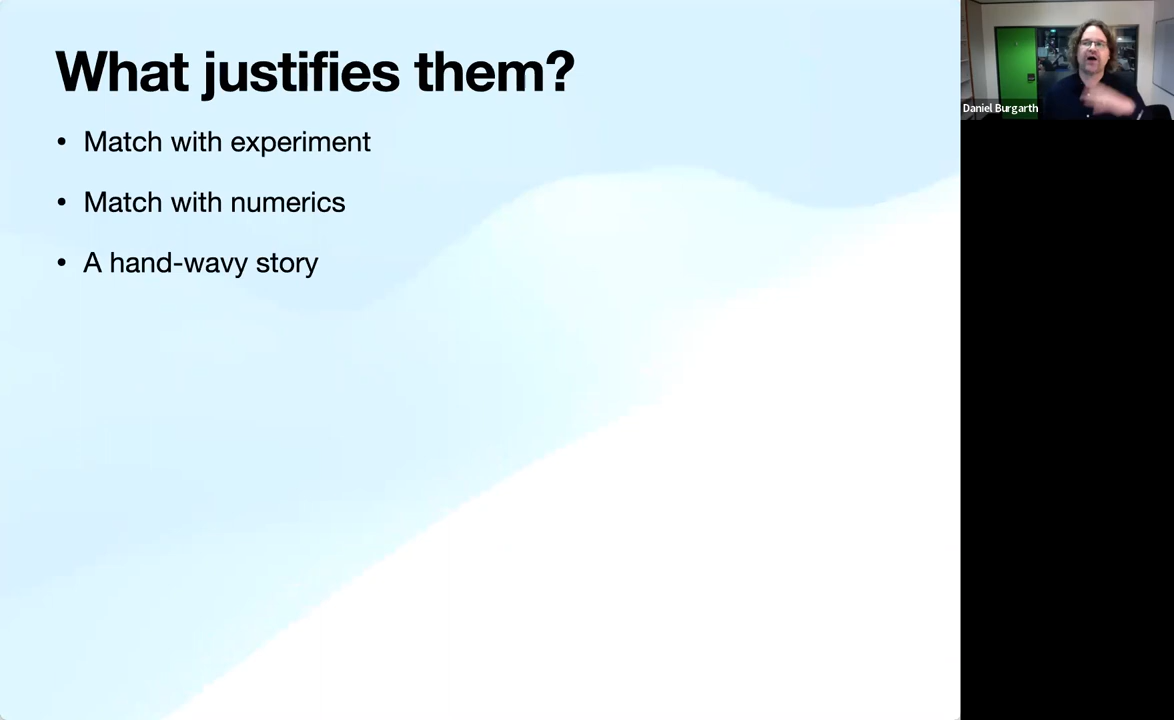 What justifies them?
• Match with experiment
• Match with numerics
• A hand-wavy story
Daniel Burgarth